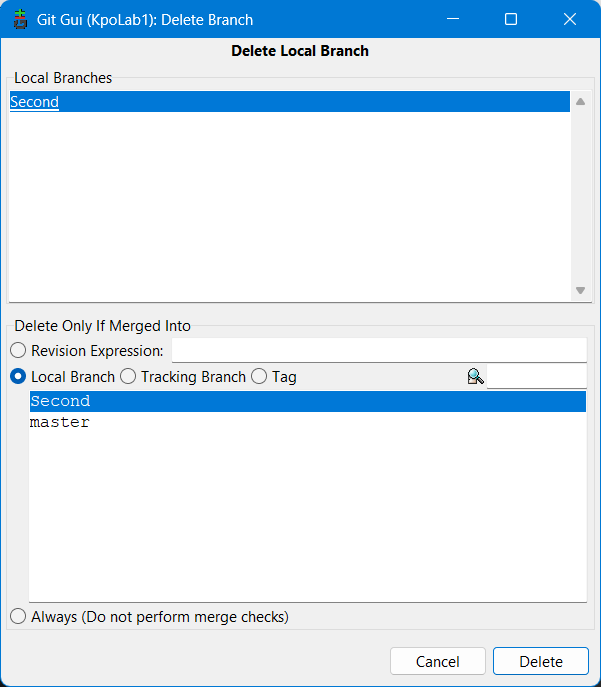 Git Gui (KpoLab1): Delete Branch
Delete Local Branch
Local Branches
Second
Delete Only If Merged Into
Revision Expression:
Local Branch Tracking Branch Tag
Second
master
Always (Do not perform merge checks)
Cancel Delete